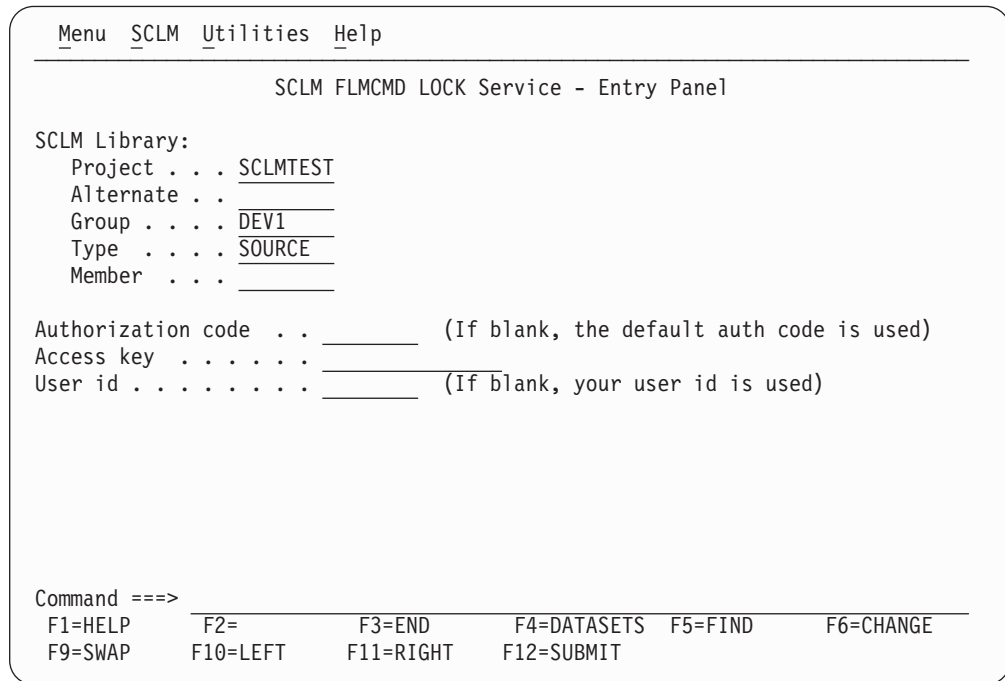 Menu SCLM Utilities Help
SCLM FLMCMD LOCK Service - Entry Panel
SCLM Library:
Project . . . SCLMTEST
Alternate . .
Group . . . . DEV1
Type . . . . SOURCE
Member . . .
Authorization code . . (If blank, the default auth code is used)
Access key . . . . . .
User id . . . . . . . . (If blank, your user id is used)
Command ===>
F1=HELP F2= F3=END F4=DATASETS F5=FIND F6=CHANGE
F9=SWAP F10=LEFT F11=RIGHT F12=SUBMIT